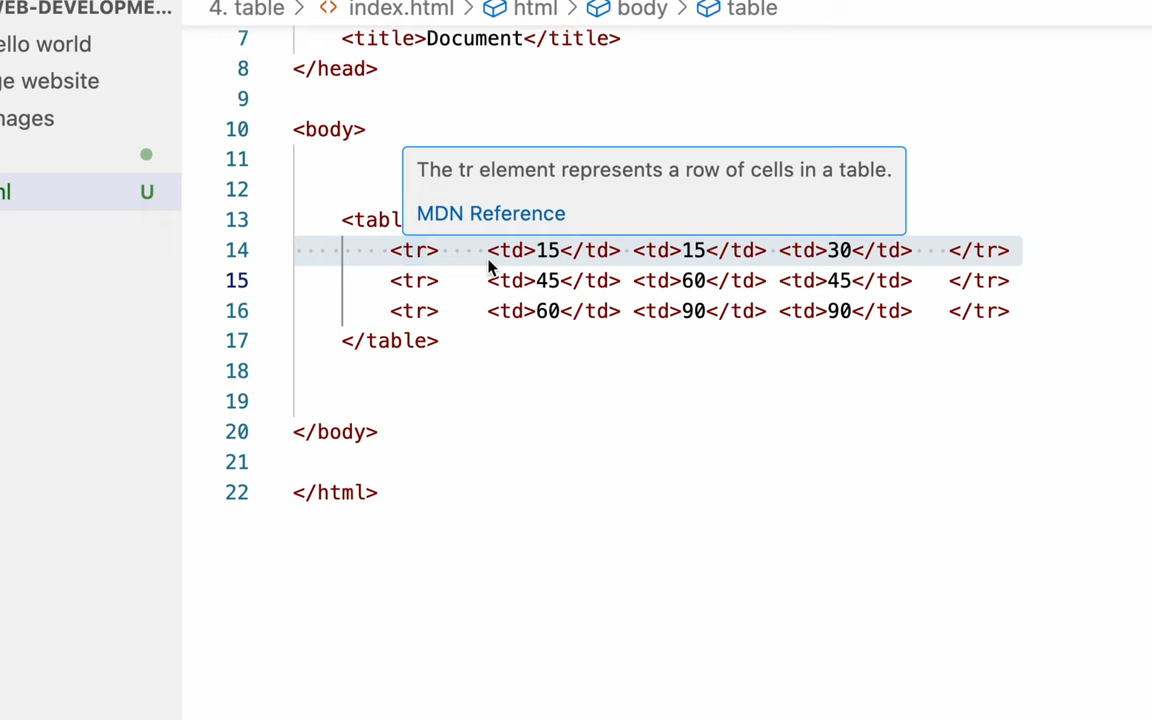 EB-DEVELOPME...
ello world
ge website
nages
nl U
4. table > <> index.html > html > body > table
7 <title>Document</title>
8 </head>
9
10 <body>
11
12
The tr element represents a row of cells in a table.
MDN Reference
13 <tabl
14 <tr> <td>15</td> <td>15</td> <td>30</td> </tr>
15 <tr> <td>45</td> <td>60</td> <td>45</td> </tr>
16 <tr> <td>60</td> <td>90</td> <td>90</td> </tr>
17 </table>
18
19
20 </body>
21
22 </html>